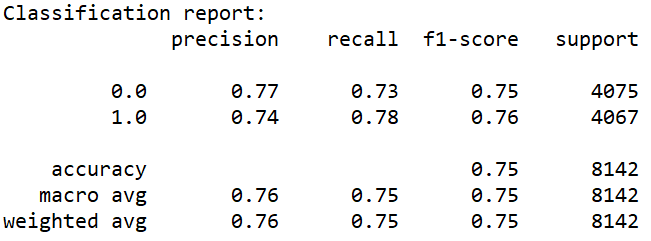 Classification report:
precision recall f1-score support
0.0 0.77 0.73 0.75 4075
1.0 0.74 0.78 0.76 4067
accuracy 0.75 8142
macro avg 0.76 0.75 0.75 8142
weighted avg 0.76 0.75 0.75 8142